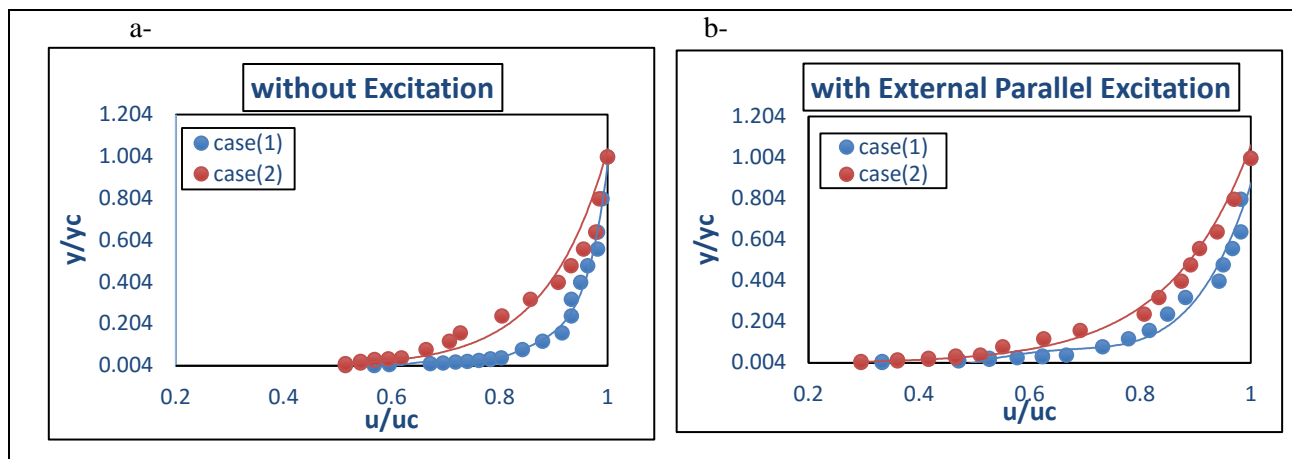 a-
without Excitation
1.204
1.004
0.804
0.604
0.404
0.204
0.004
y/yc
case(1)
case(2)
0.2 0.4 0.6 0.8 1
u/uc
b-
with External Parallel Excitation
1.204
1.004
0.804
0.604
0.404
0.204
0.004
y/yc
case(1)
case(2)
0.2 0.4 0.6 0.8 1
u/uc